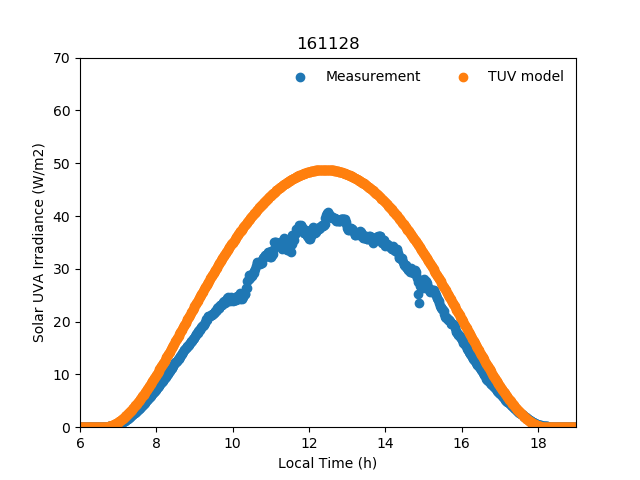 161128
Measurement
TUV model
Solar UVA Irradiance (W/m2)
70
60
50
40
30
20
10
0
6 8 10 12 14 16 18
Local Time (h)